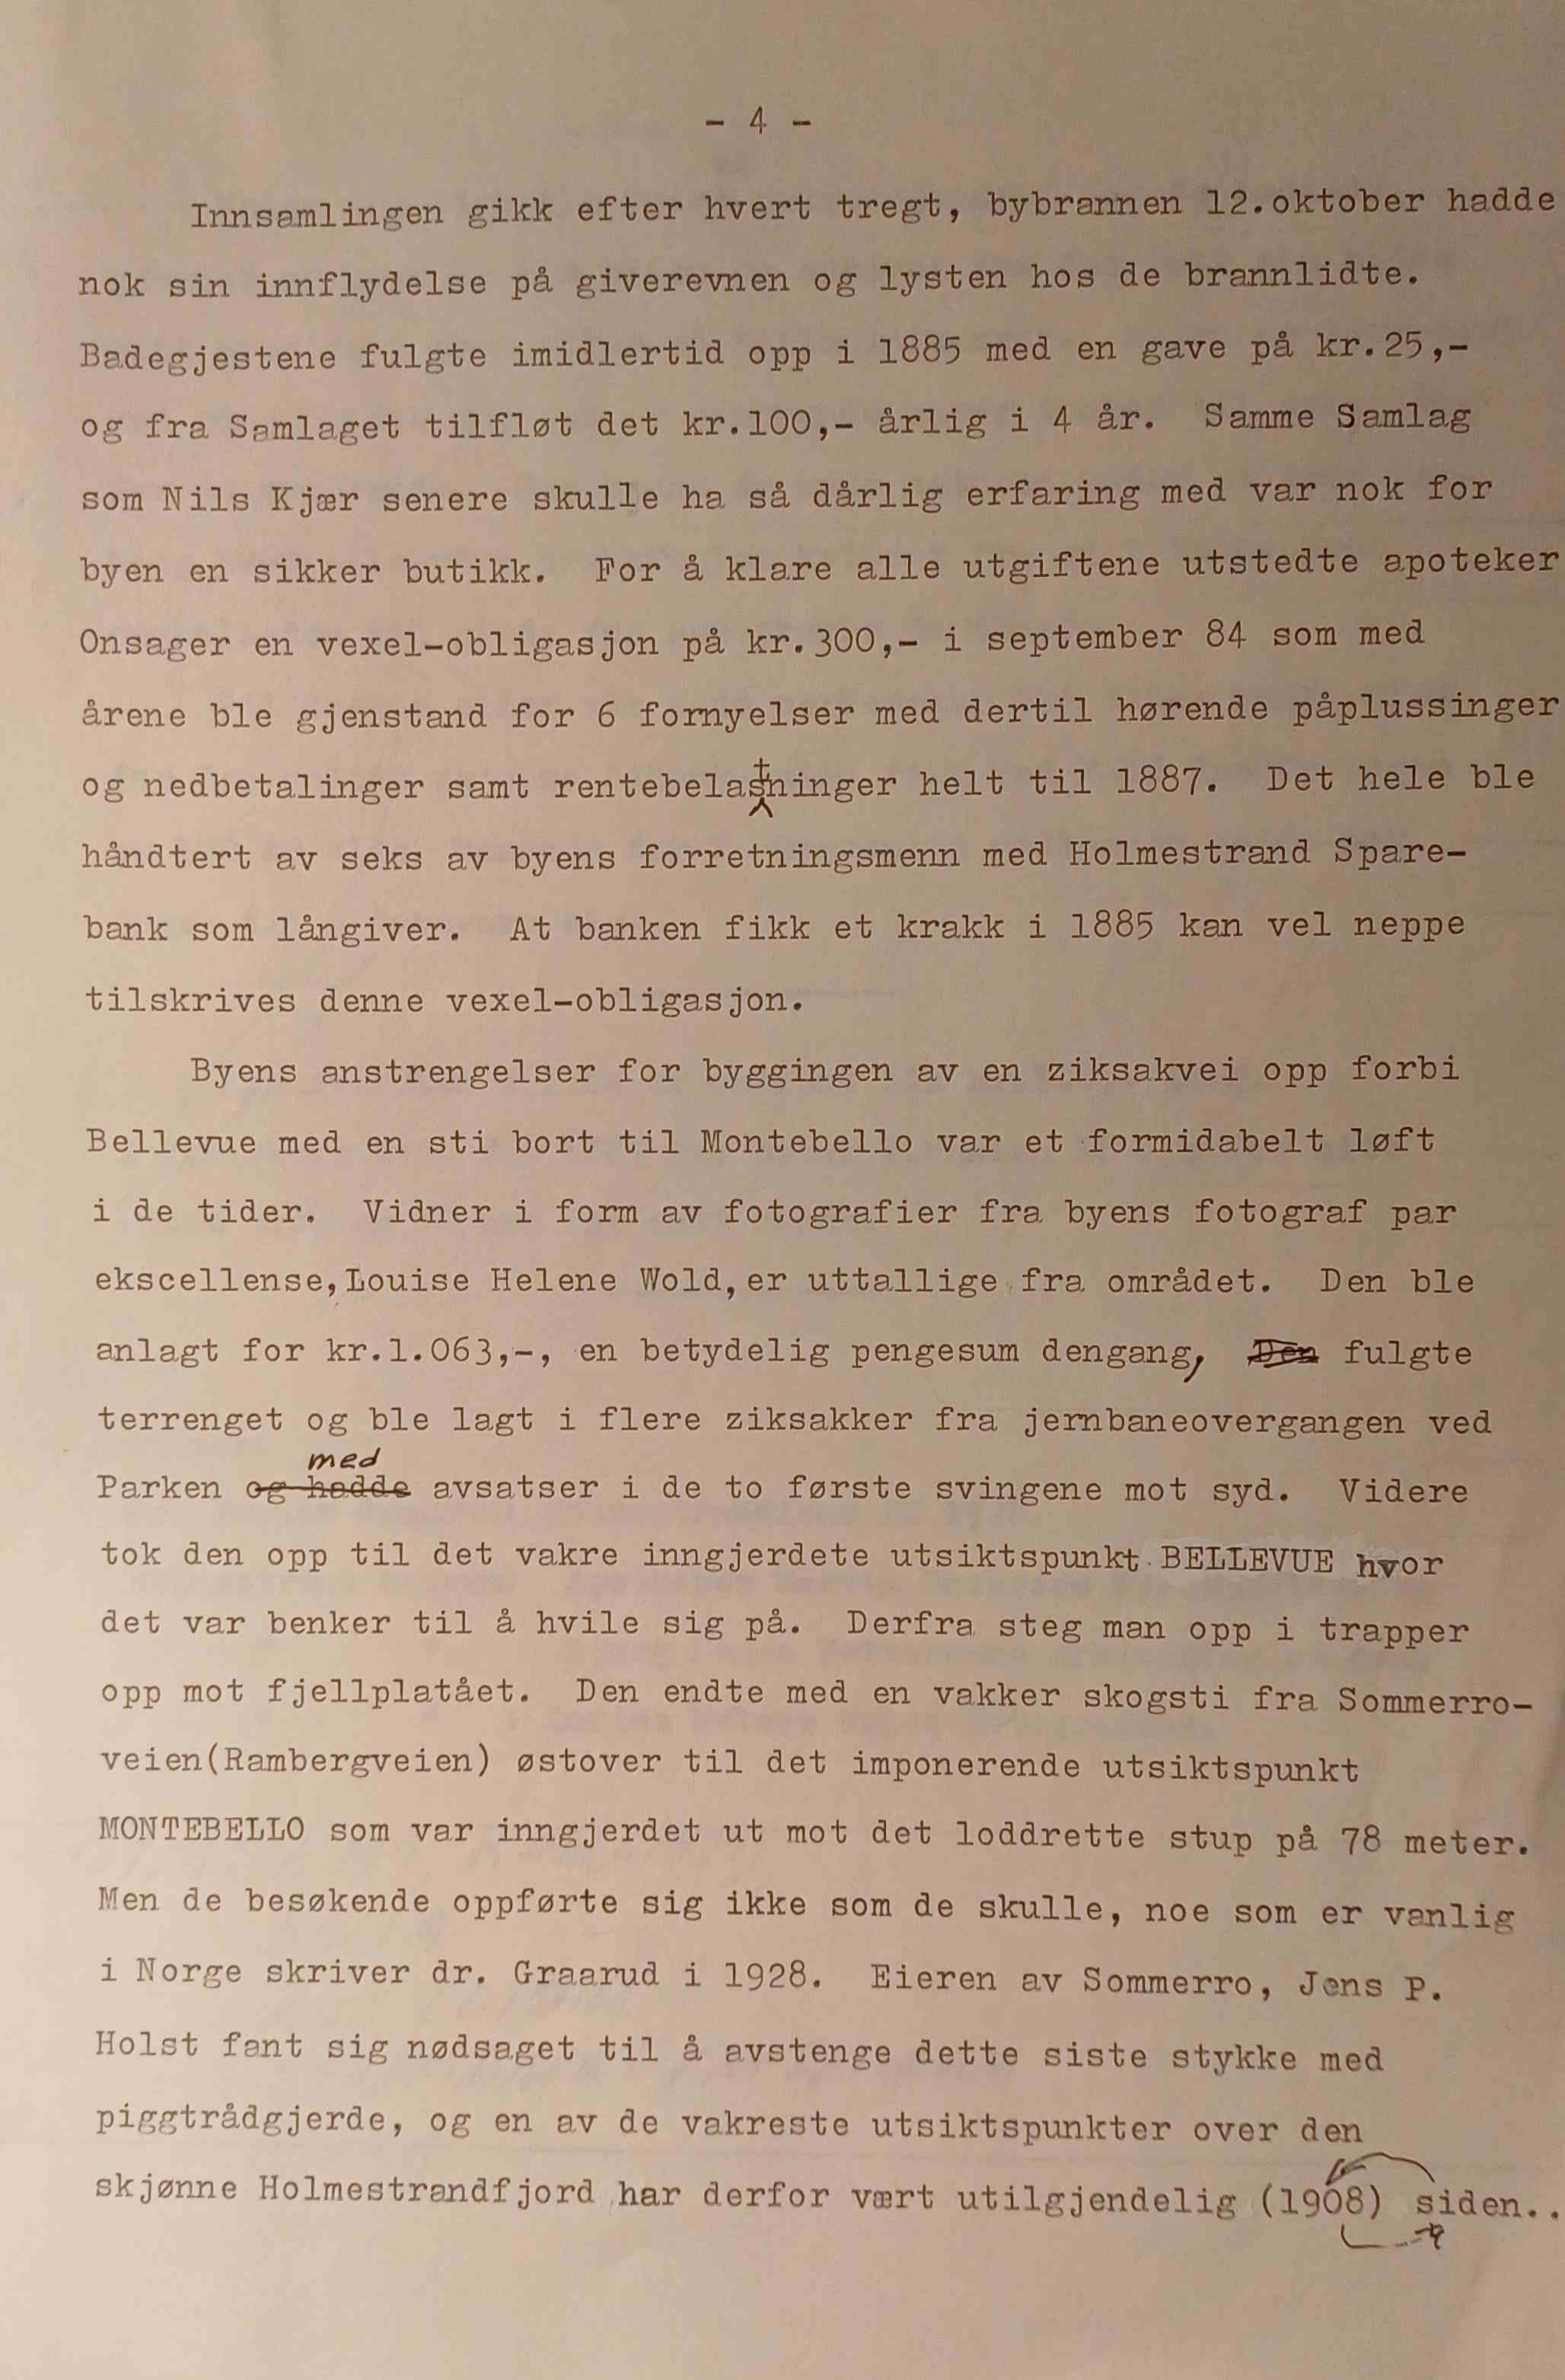 - 4 -
Innsamlingen gikk efter hvert tregt, bybrannen 12.oktober hadde
nok sin innflydelse på giverevnen og lysten hos de brannlidte.
Badegjestene fulgte imidlertid opp i 1885 med en gave på kr.25,-
og fra Samlaget tilfløt det kr.100,- årlig i 4 år. Samme Samlag
som Nils Kjær senere skulle ha så dårlig erfaring med var nok for
byen en sikker butikk. For å klare alle utgiftene utstedte apoteker
Onsager en vexel-obligasjon på kr.300,- i september 84 som med
årene ble gjenstand for 6 fornyelser med dertil hørende påplussinger
og nedbetalinger samt rentebelastninger helt til 1887. Det hele ble
håndtert av seks av byens forretningsmenn med Holmestrand Spare-
bank som långiver. At banken fikk et krakk i 1885 kan vel neppe
tilskrives denne vexel-obligasjon.
Byens anstrengelser for byggingen av en ziksakvei opp forbi
Bellevue med en sti bort til Montebello var et formidabelt løft
i de tider. Vidner i form av fotografier fra byens fotograf par
ekscellense, Louise Helene Wold, er uttallige fra området. Den ble
anlagt for kr.1.063,-, en betydelig pengesum dengang, Den fulgte
terrenget og ble lagt i flere ziksakker fra jernbaneovergangen ved
med
Parken og hadde avsatser i de to første svingene mot syd. Videre
tok den opp til det vakre inngjerdete utsiktspunkt BELLEVUE hvor
det var benker til å hvile sig på. Derfra steg man opp i trapper
opp mot fjellplatået. Den endte med en vakker skogsti fra Sommerro-
veien(Rambergveien) østover til det imponerende utsiktspunkt
MONTEBELLO som var inngjerdet ut mot det loddrette stup på 78 meter.
Men de besøkende oppførte sig ikke som de skulle, noe som er vanlig
i Norge skriver dr. Graarud i 1928. Eieren av Sommerro, Jens P.
Holst fant sig nødsaget til å avstenge dette siste stykke med
piggtrådgjerde, og en av de vakreste utsiktspunkter over den
skjønne Holmestrandfjord har derfor vært utilgjendelig (1908) siden..